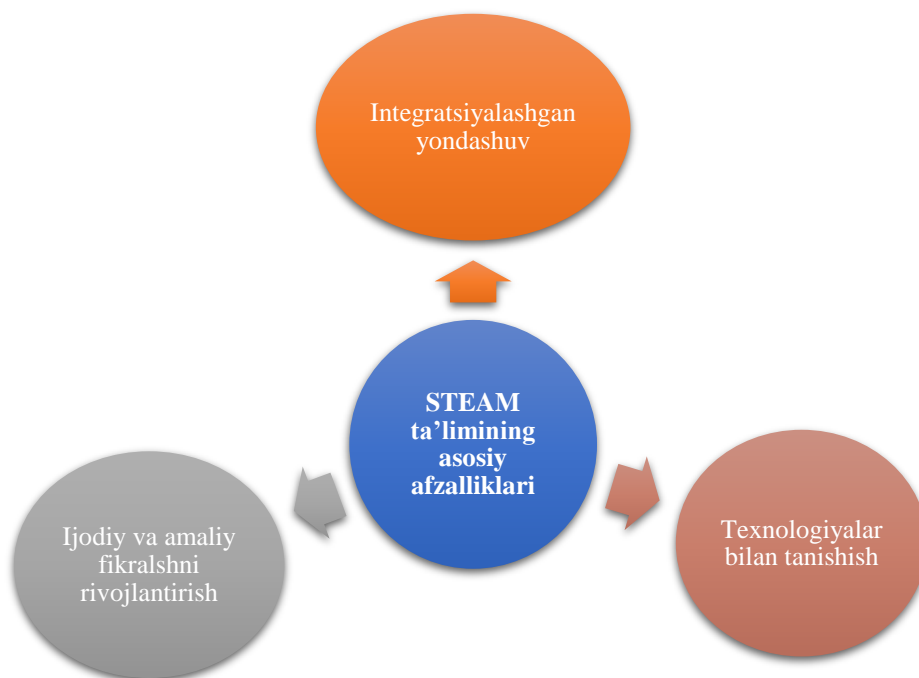 Integratsiyalashgan
yondashuv
STEAM
ta’limining
asosiy
afzalliklari
Ijodiy va amaliy
fikralshni
rivojlantirish
Texnologiyalar
bilan tanishish